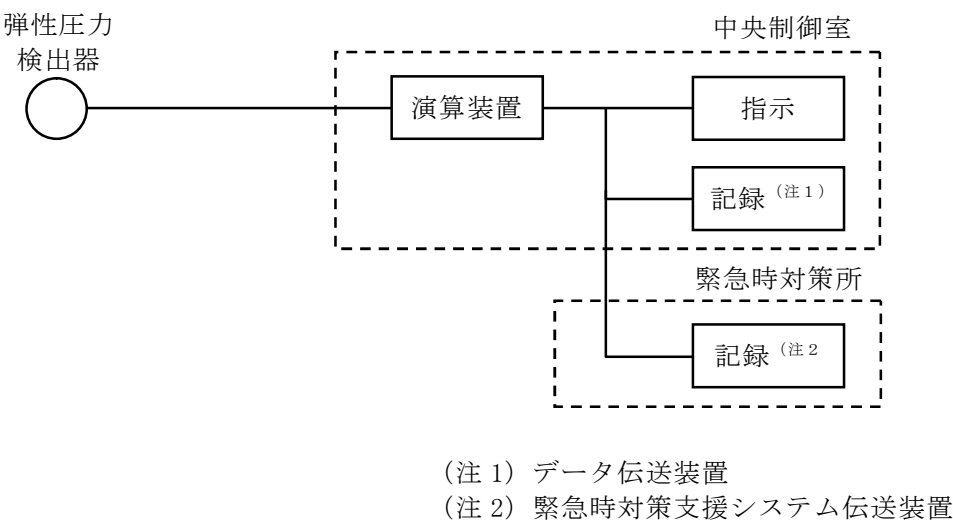 弾性圧力
検出器
中央制御室
演算装置
指示
記録（注１）
緊急時対策所
記録（注２
（注 1）データ伝送装置
（注 2）緊急時対策支援システム伝送装置